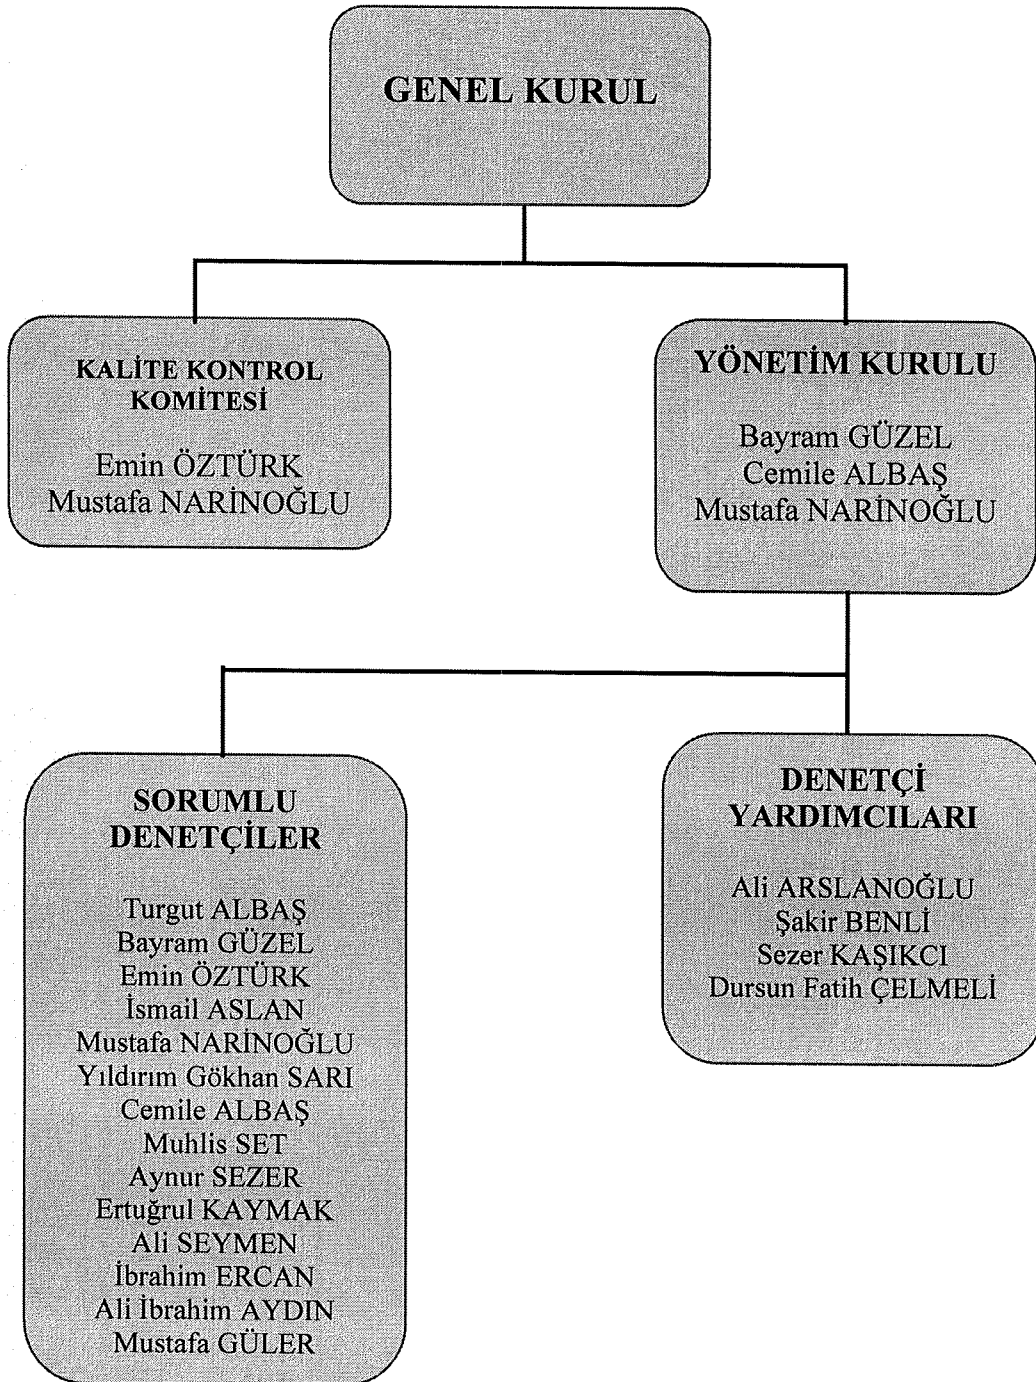 GENEL KURUL
KALİTE KONTROL
KOMİTESİ
Emin ÖZTÜRK
Mustafa NARİNOĞLU
YÖNETİM KURULU
Bayram GÜZEL
Cemile ALBAŞ
Mustafa NARİNOĞLU
SORUMLU
DENETÇİLER
Turgut ALBAŞ
Bayram GÜZEL
Emin ÖZTÜRK
İsmail ASLAN
Mustafa NARİNOĞLU
Yıldırım Gökhan SARI
Cemile ALBAŞ
Muhlis SET
Aynur SEZER
Ertuğrul KAYMAK
Ali SEYMEN
İbrahim ERCAN
Ali İbrahim AYDIN
Mustafa GÜLER
DENETÇİ
YARDIMCILARI
Ali ARSLANOĞLU
Şakir BENLİ
Sezer KAŞIKCI
Dursun Fatih ÇELMELİ